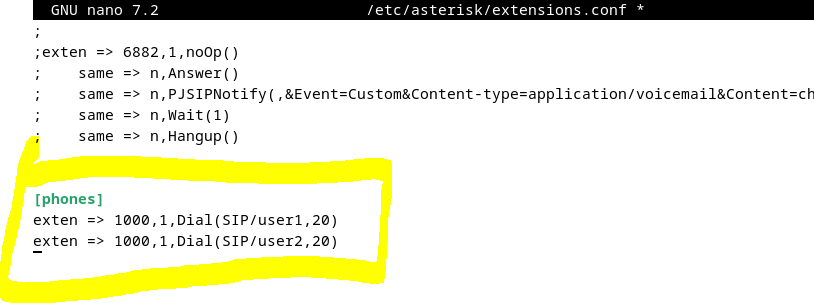 GNU nano 7.2 /etc/asterisk/extensions.conf *
;
;exten => 6882,1,noOp()
;    same => n,Answer()
;    same => n,PJSIPNotify(,&Event=Custom&Content-type=application/voicemail&Content=ch
;    same => n,Wait(1)
;    same => n,Hangup()
[phones]
exten => 1000,1,Dial(SIP/user1,20)
exten => 1000,1,Dial(SIP/user2,20)